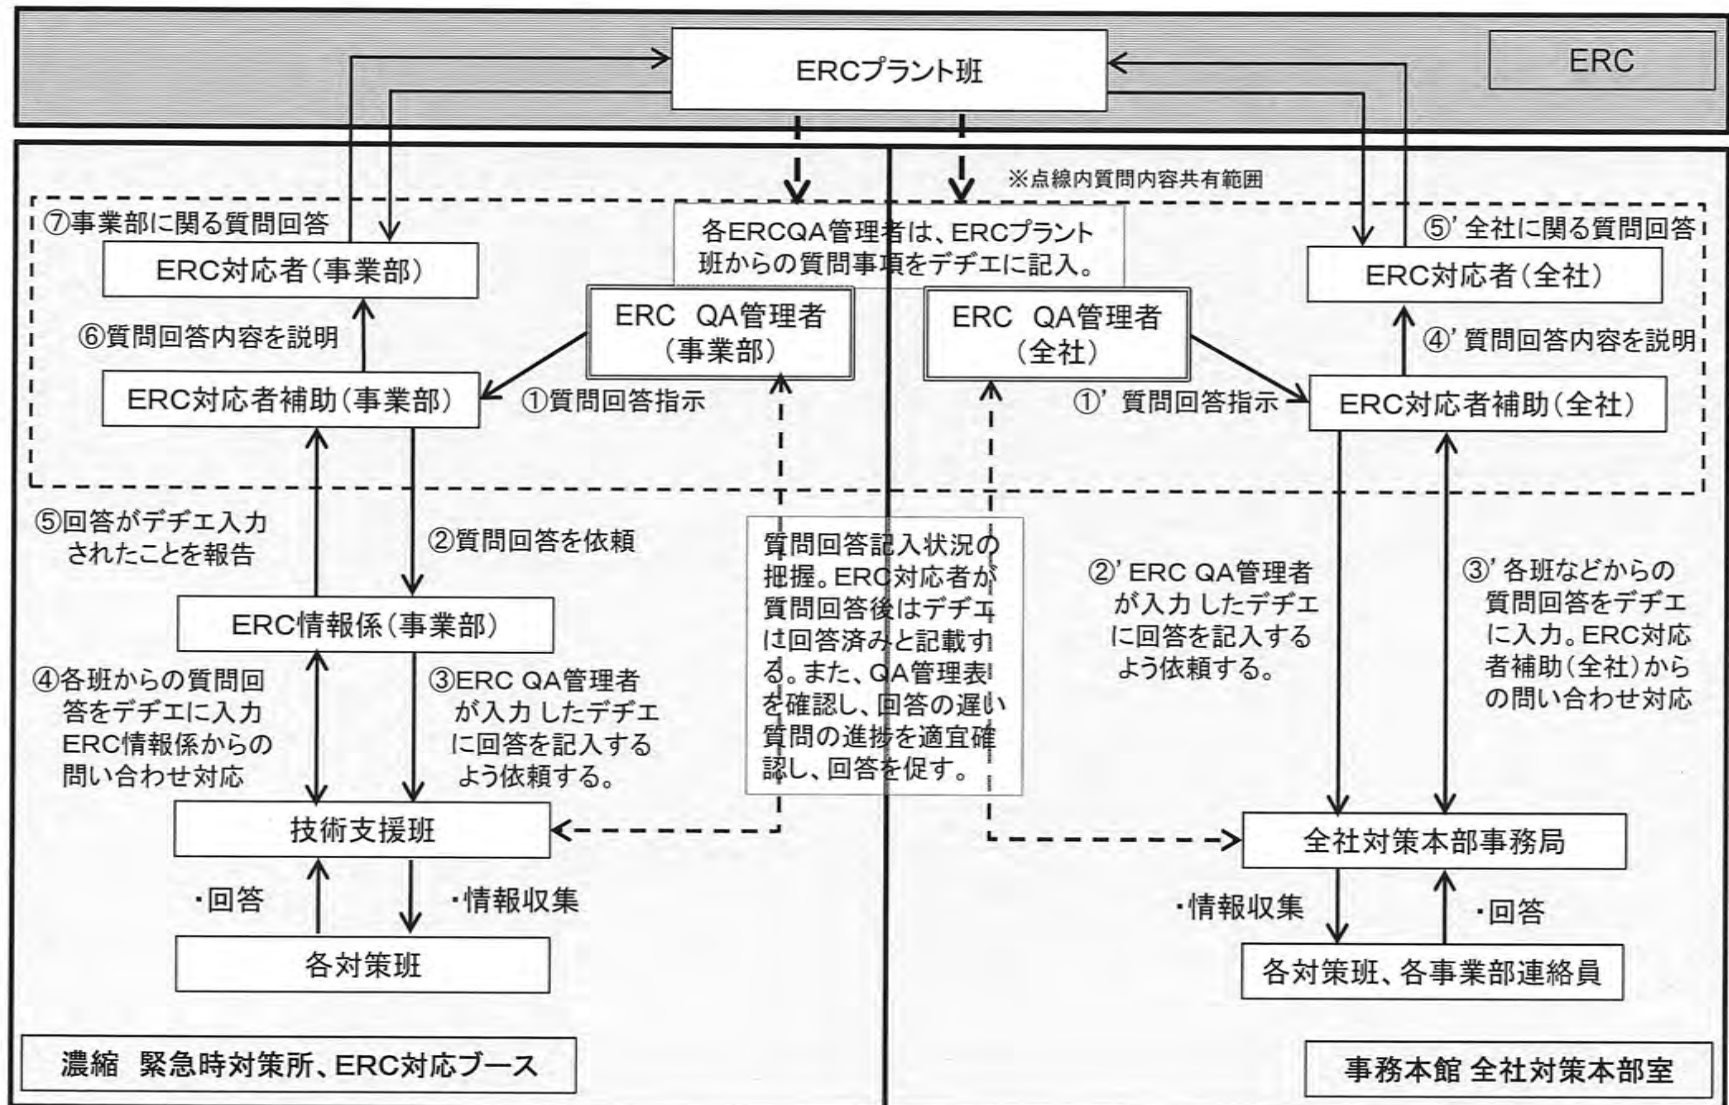 ERCプラント班
ERC
※点線内質問内容共有範囲
⑦事業部に関る質問回答
ERC対応者(事業部)
⑥質問回答内容を説明
ERC対応者補助(事業部)
各ERCQA管理者は、ERCプラント
班からの質問事項をデヂエに記入。
ERC QA管理者
(事業部)
①質問回答指示
ERC QA管理者
(全社)
①’ 質問回答指示
⑤’全社に関る質問回答
ERC対応者(全社)
④’質問回答内容を説明
ERC対応者補助(全社)
⑤回答がデヂエ入力
されたことを報告
②質問回答を依頼
ERC情報係(事業部)
④各班からの質問回
答をデヂエに入力
ERC情報係からの
問い合わせ対応
③ERC QA管理者
が入力したデヂエ
に回答を記入する
よう依頼する。
技術支援班
・回答
・情報収集
各対策班
質問回答記入状況の
把握。ERC対応者が
質問回答後はデヂエ
に回答済みと記載す
る。また、QA管理表
を確認し、回答の遅い
質問の進捗を適宜確
認し、回答を促す。
②’ERC QA管理者
が入力したデヂエ
に回答を記入する
よう依頼する。
③’各班などからの
質問回答をデヂエ
に入力。ERC対応
者補助(全社)から
の問い合わせ対応
全社対策本部事務局
・情報収集
・回答
各対策班、各事業部連絡員
濃縮 緊急時対策所、ERC対応ブース
事務本館 全社対策本部室